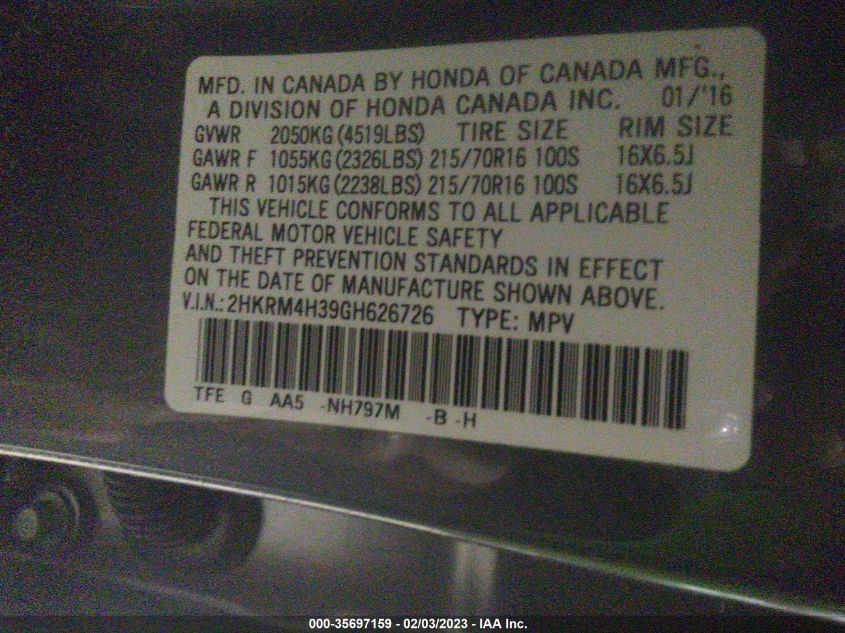 MFD. IN CANADA BY HONDA OF CANADA MFG.,
A DIVISION OF HONDA CANADA INC. 01/'16
GVWR 2050KG (4519LBS) TIRE SIZE RIM SIZE
GAWR F 1055KG (2326LBS) 215/70R16 100S 16X6.5J
GAWR R 1015KG (2238LBS) 215/70R16 100S 16X6.5J
THIS VEHICLE CONFORMS TO ALL APPLICABLE
FEDERAL MOTOR VEHICLE SAFETY
AND THEFT PREVENTION STANDARDS IN EFFECT
ON THE DATE OF MANUFACTURE SHOWN ABOVE.
V.I.N.: 2HKRM4H39GH626726 TYPE: MPV
TFE G AA5 -NH797M -B -H
000-35697159 - 02/03/2023 - IAA Inc.